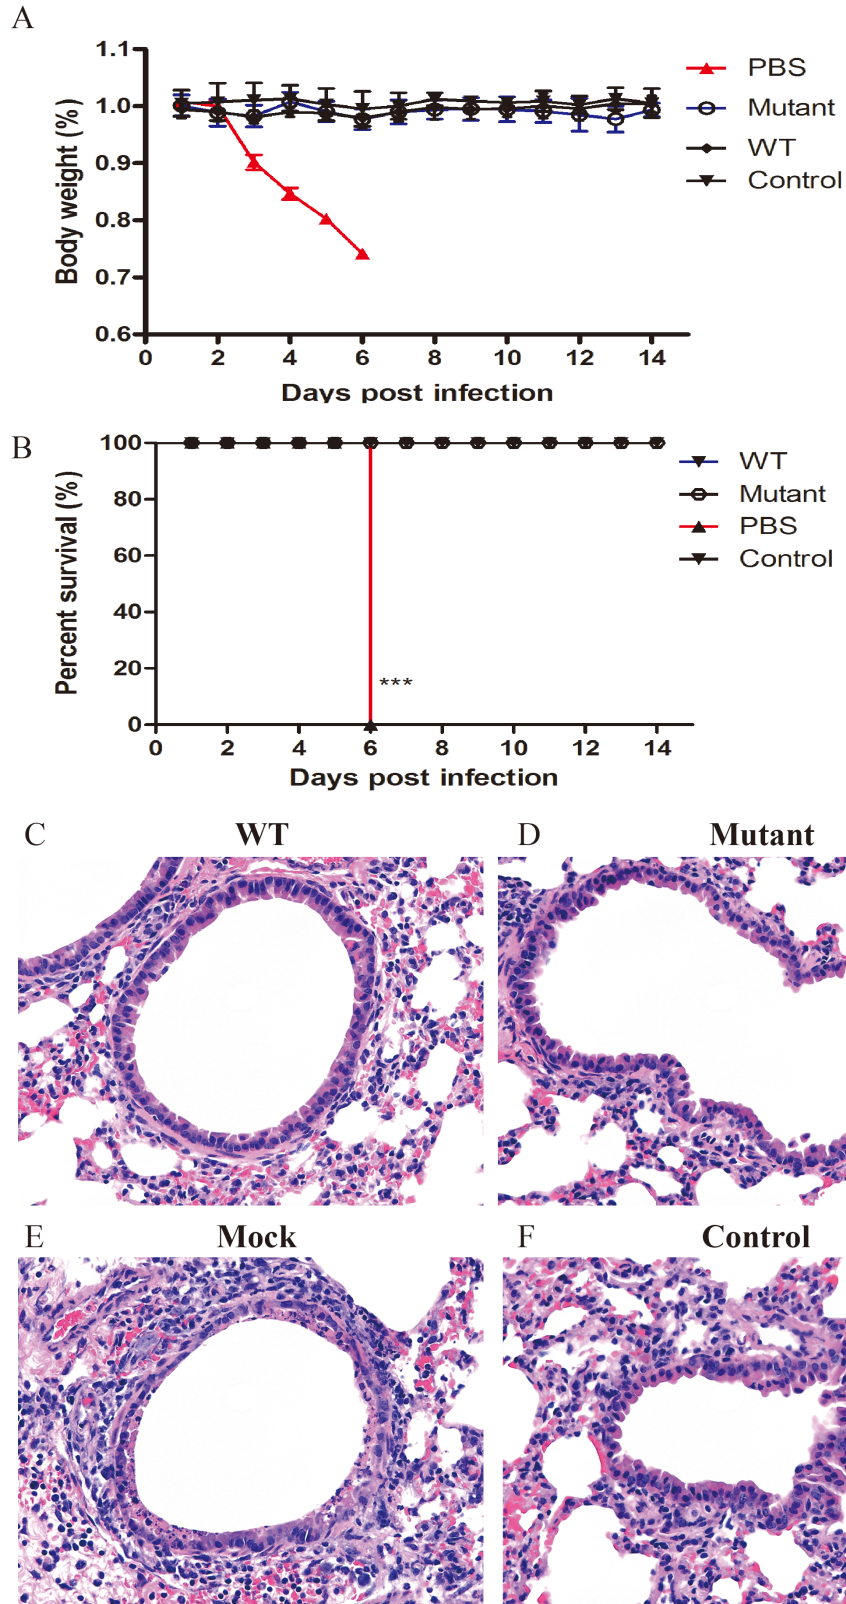 A
1.1
1.0
0.9
0.8
0.7
0.6
Body weight (%)
0 2 4 6 8 10 12 14
Days post infection
PBS
Mutant
WT
Control
B
100
80
60
40
20
0
Percent survival (%)
***
0 2 4 6 8 10 12 14
Days post infection
WT
Mutant
PBS
Control
C WT
D Mutant
E Mock
F Control